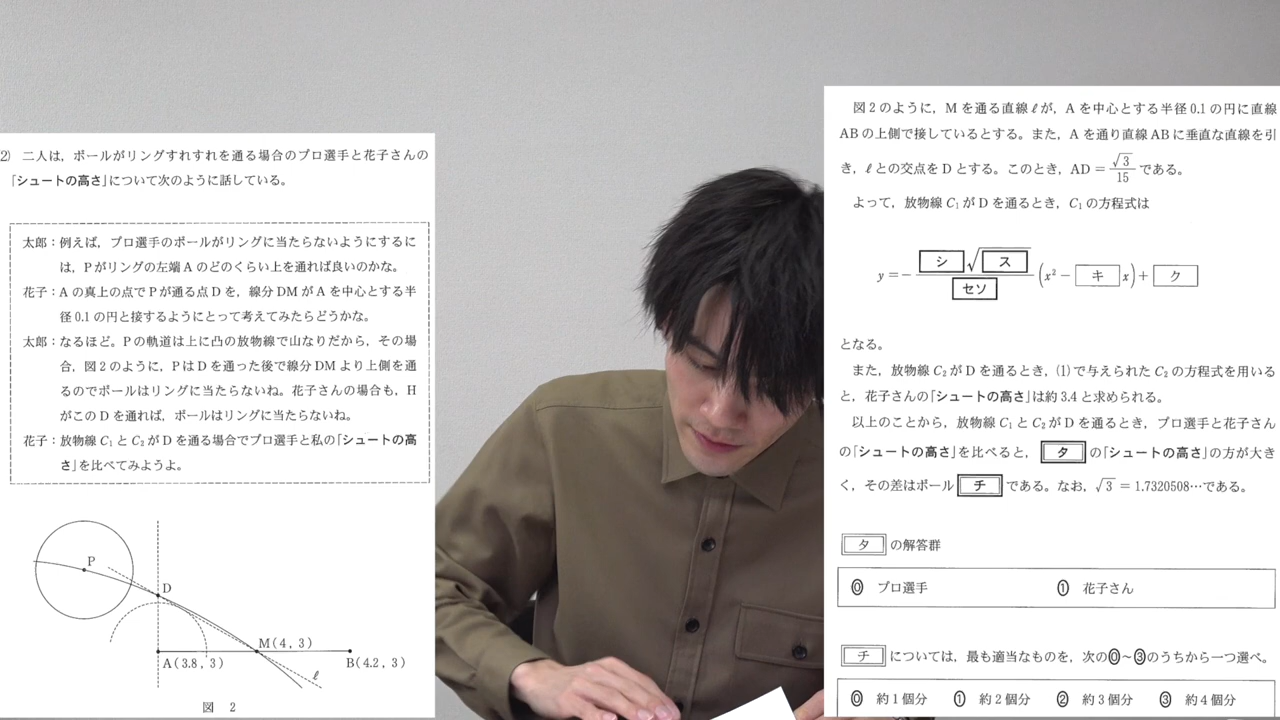 2) 二人は,ボールがリングすれすれを通る場合のプロ選手と花子さんの
「シュートの高さ」について次のように話している。
太郎:例えば,プロ選手のボールがリングに当たらないようにするに
は,Pがリングの左端Aのどのくらい上を通れば良いのかな。
花子:Aの真上の点でPが通る点Dを,線分DMがAを中心とする半
径0.1の円と接するようにとって考えてみたらどうかな。
太郎:なるほど。Pの軌道は上に凸の放物線で山なりだから,その場
合,図2のように,PはDを通った後で線分DMより上側を通
るのでボールはリングに当たらないね。花子さんの場合も,H
がこのDを通れば,ボールはリングに当たらないね。
花子:放物線C₁とC₂がDを通る場合でプロ選手と私の「シュートの高
さ」を比べてみようよ。
P
D
M(4, 3)
A(3.8, 3)
B(4.2, 3)
ℓ
図 2
図2のように,Mを通る直線ℓが,Aを中心とする半径0.1の円に直線
ABの上側で接しているとする。また,Aを通り直線ABに垂直な直線を引
き,ℓとの交点をDとする。このとき,AD=√3/15である。
よって,放物線C₁がDを通るとき,C₁の方程式は
y=-シ√ス/セソ(x²-キx)+ク
となる。
また,放物線C₂がDを通るとき,(1)で与えられたC₂の方程式を用いる
と,花子さんの「シュートの高さ」は約3.4と求められる。
以上のことから,放物線C₁とC₂がDを通るとき,プロ選手と花子さん
の「シュートの高さ」を比べると,タの「シュートの高さ」の方が大き
く,その差はボールチである。なお,√3=1.7320508…である。
タの解答群
⓪ プロ選手 ① 花子さん
チについては,最も適当なものを,次の⓪~③のうちから一つ選べ。
⓪ 約1個分 ① 約2個分 ② 約3個分 ③ 約4個分